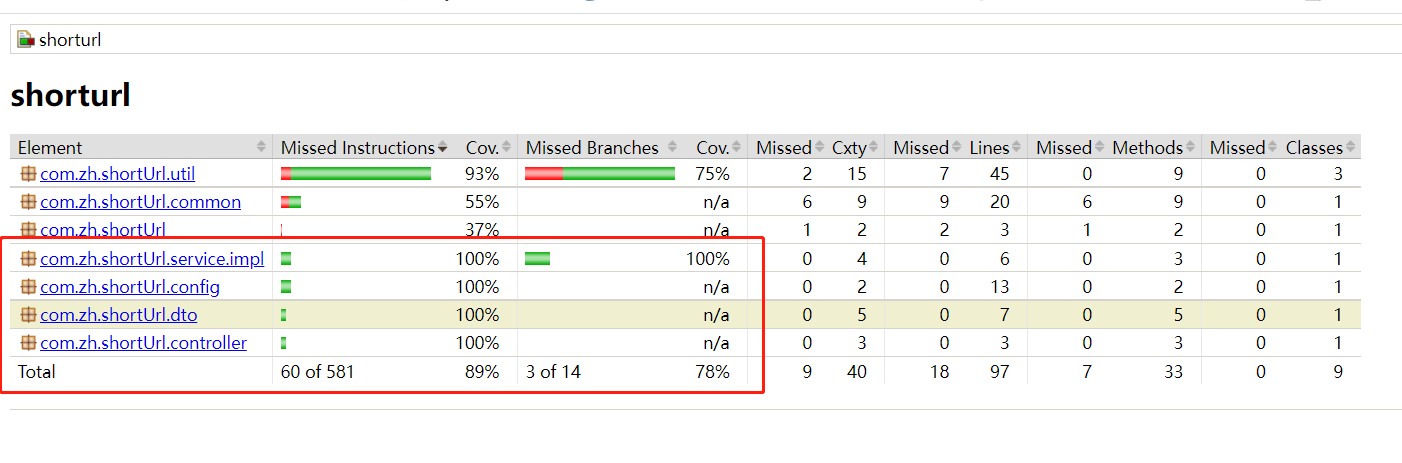 shorturl
shorturl
Element Missed Instructions Cov. Missed Branches Cov. Missed Cxty Missed Lines Missed Methods Missed Classes
com.zh.shortUrl.util 93% 75% 2 15 7 45 0 9 0 3
com.zh.shortUrl.common 55% n/a 6 9 9 20 6 9 0 1
com.zh.shortUrl 37% n/a 1 2 2 3 1 2 0 1
com.zh.shortUrl.service.impl 100% 100% 0 4 0 6 0 3 0 1
com.zh.shortUrl.config 100% n/a 0 2 0 13 0 2 0 1
com.zh.shortUrl.dto 100% n/a 0 5 0 7 0 5 0 1
com.zh.shortUrl.controller 100% n/a 0 3 0 3 0 3 0 1
Total 60 of 581 89% 3 of 14 78% 9 40 18 97 7 33 0 9